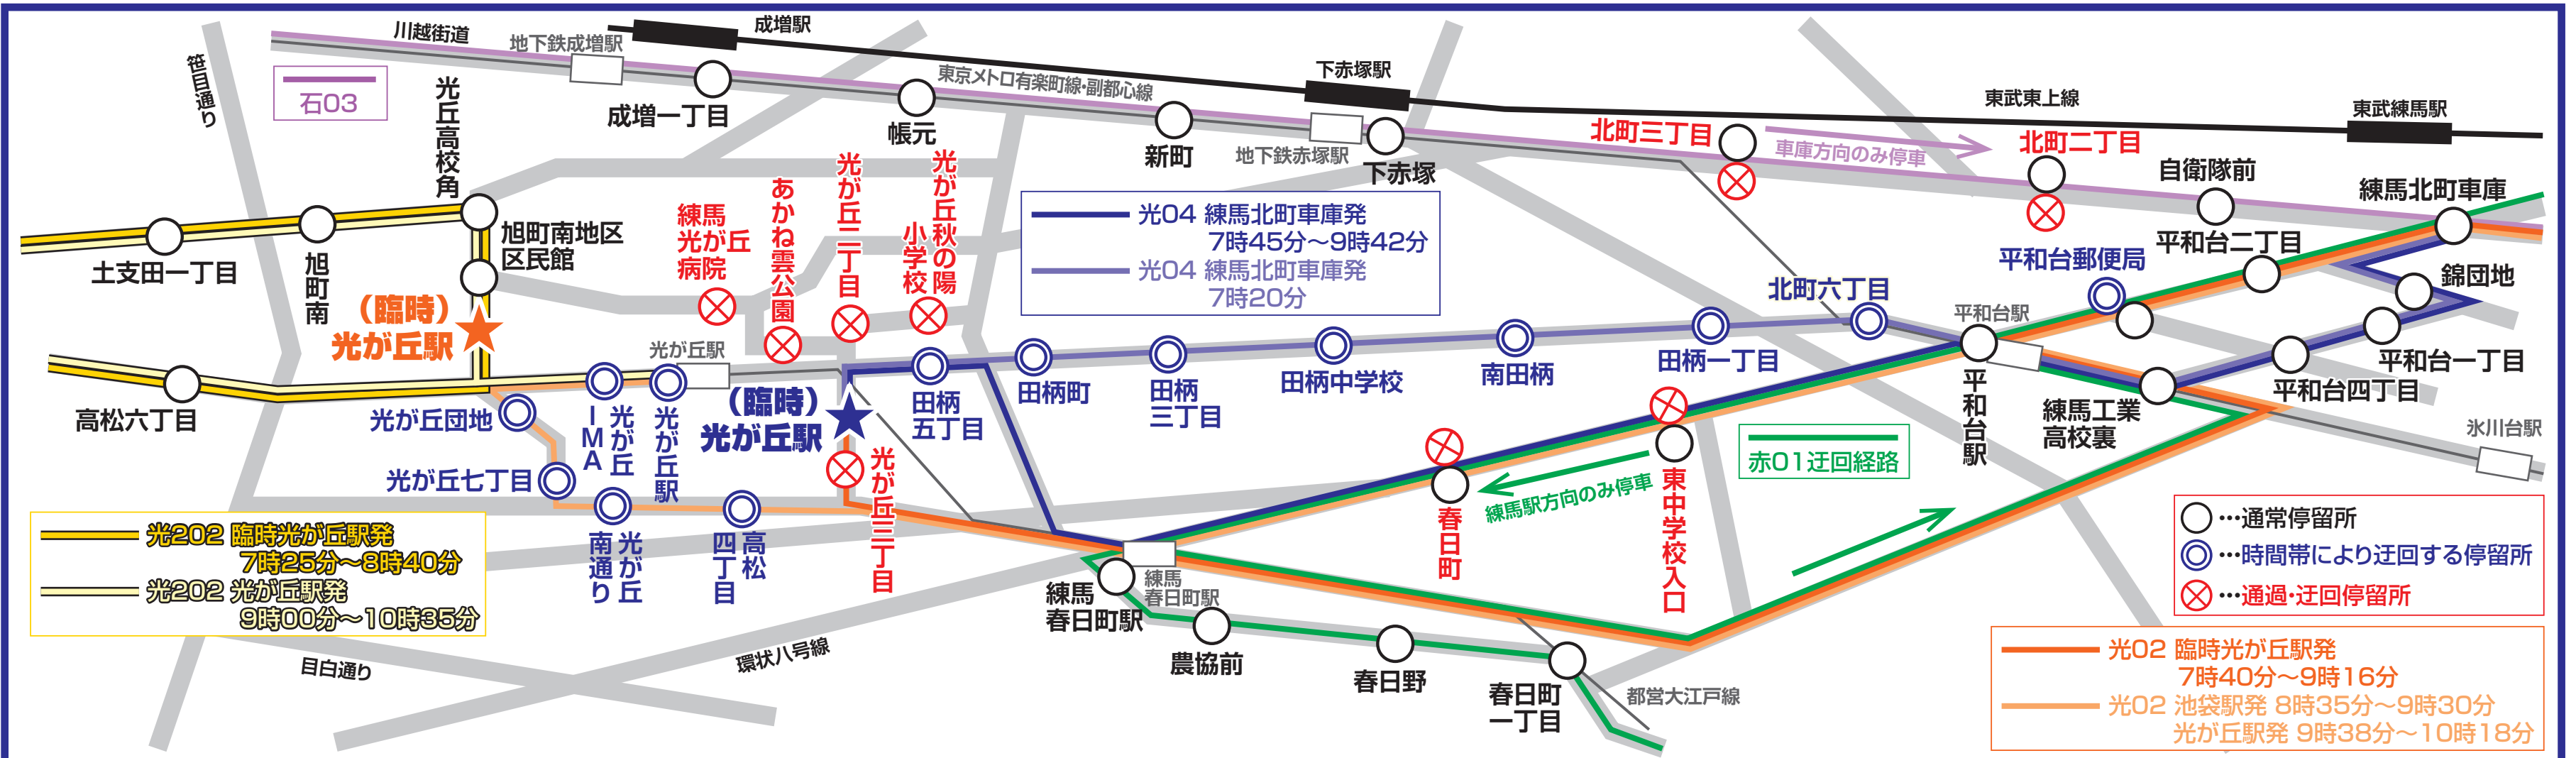 川越街道
地下鉄成増駅
成増駅
笹目通り
石03
光丘高校角
成増一丁目
東京メトロ有楽町線・副都心線
帳元
新町
下赤塚駅
地下鉄赤塚駅
下赤塚
北町三丁目
車庫方向のみ停車
東武東上線
北町二丁目
東武練馬駅
自衛隊前
練馬北町車庫
土支田一丁目
旭町南
旭町南地区
区民館
練馬
光が丘
病院
あかね雲公園
光が丘二丁目
光が丘秋の陽
小学校
光04 練馬北町車庫発
7時45分～9時42分
光04 練馬北町車庫発
7時20分
平和台二丁目
平和台郵便局
錦団地
北町六丁目
平和台駅
平和台一丁目
平和台四丁目
（臨時）
光が丘駅
高松六丁目
光が丘団地
光が丘
IMA
光が丘駅
光が丘駅
（臨時）
光が丘駅
田柄
五丁目
田柄町
田柄
三丁目
田柄中学校
南田柄
田柄一丁目
平和台駅
練馬工業
高校裏
氷川台駅
光が丘七丁目
光が丘
南通り
高松
四丁目
光が丘三丁目
春日町
練馬駅方向のみ停車
東中学校入口
赤01迂回経路
光202 臨時光が丘駅発
7時25分～8時40分
光202 光が丘駅発
9時00分～10時35分
目白通り
環状八号線
練馬
春日町駅
練馬
春日町駅
農協前
春日野
春日町
一丁目
都営大江戸線
…通常停留所
…時間帯により迂回する停留所
…通過・迂回停留所
光02 臨時光が丘駅発
7時40分～9時16分
光02 池袋駅発 8時35分～9時30分
光が丘駅発 9時38分～10時18分